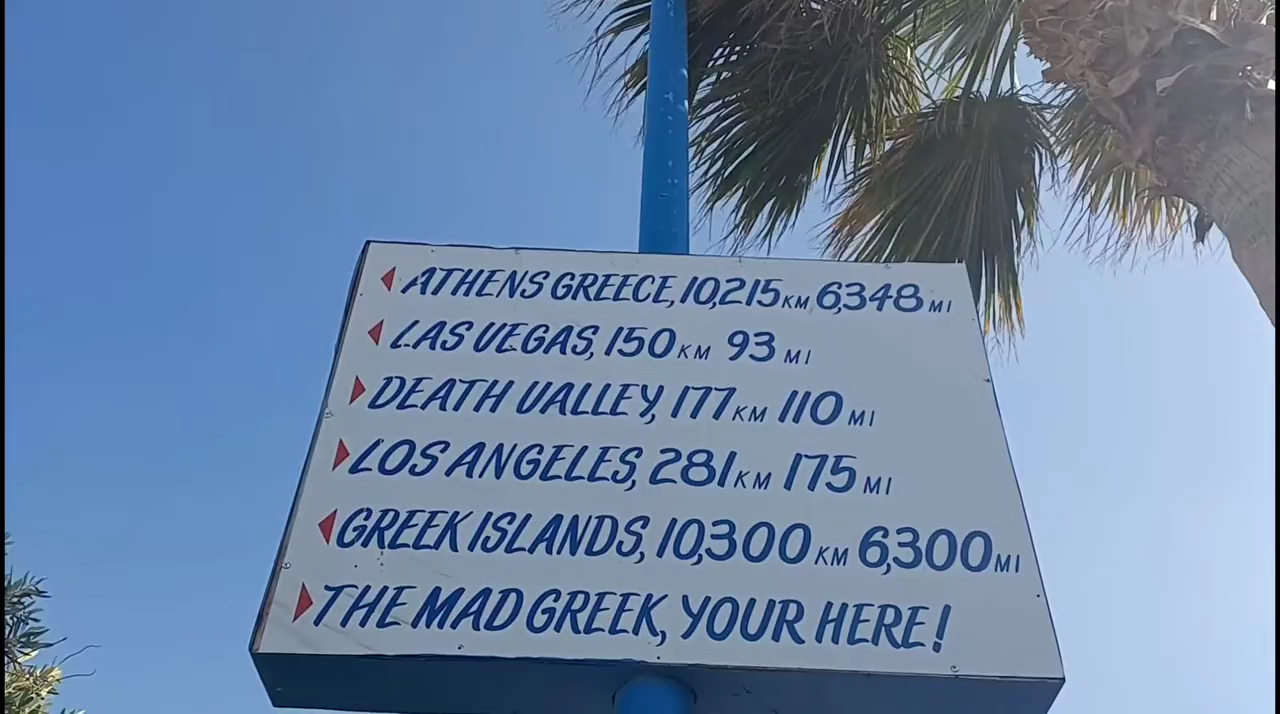 ATHENS GREECE, 10,215 KM 6,348 MI
LAS VEGAS, 150 KM 93 MI
DEATH VALLEY, 177 KM 110 MI
LOS ANGELES, 281 KM 175 MI
GREEK ISLANDS, 10,300 KM 6,300 MI
THE MAD GREEK, YOUR HERE!